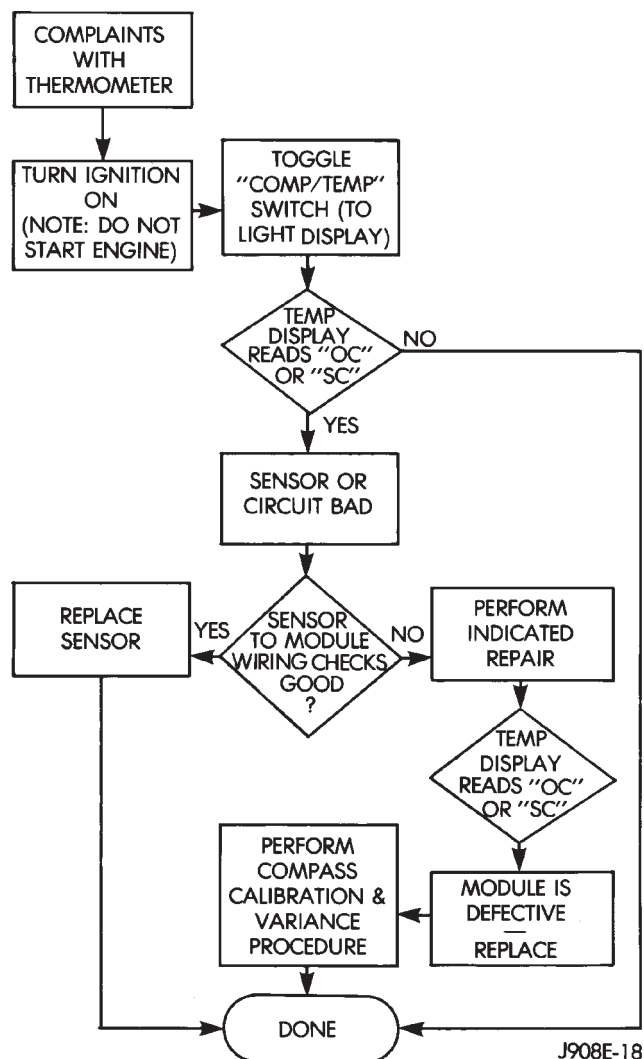 COMPLAINTS
WITH
THERMOMETER
TURN IGNITION
ON
(NOTE: DO NOT
START ENGINE)
TOGGLE
"COMP/TEMP"
SWITCH (TO
LIGHT DISPLAY)
TEMP
DISPLAY
READS "OC"
OR "SC"
NO
YES
SENSOR OR
CIRCUIT BAD
SENSOR
TO MODULE
WIRING CHECKS
GOOD
?
YES
REPLACE
SENSOR
NO
PERFORM
INDICATED
REPAIR
TEMP
DISPLAY
READS "OC"
OR "SC"
MODULE IS
DEFECTIVE
—
REPLACE
PERFORM
COMPASS
CALIBRATION &
VARIANCE
PROCEDURE
DONE
J908E-18